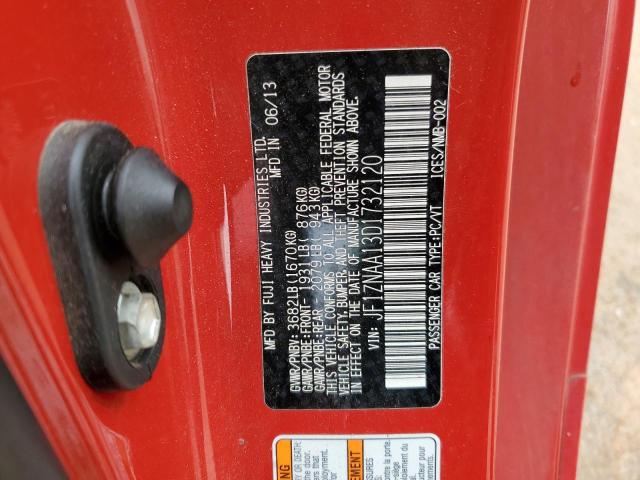 MFD BY FUJI HEAVY INDUSTRIES LTD.
MFD IN 06/13
GVWR/PNBV: 3682LB(1670KG)
GAWR/PNBE:FRONT- 1931LB( 876KG)
GAWR/PNBE:REAR 2079LB( 943KG)
THIS VEHICLE CONFORMS TO ALL APPLICABLE FEDERAL MOTOR
VEHICLE SAFETY, BUMPER, AND THEFT PREVENTION STANDARDS
IN EFFECT ON THE DATE OF MANUFACTURE SHOWN ABOVE.
VIN: JF1ZNAA13D1732120
PASSENGER CAR TYPE:PC/VT ICES/NMB-002